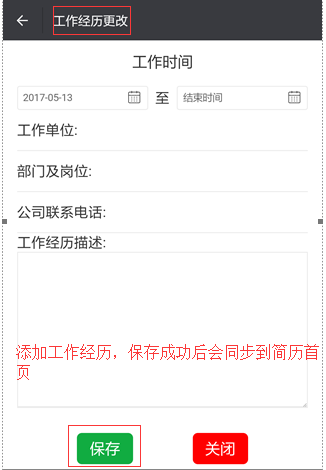 工作经历更改
工作时间
2017-05-13 至 结束时间
工作单位:
部门及岗位:
公司联系电话:
工作经历描述:
添加工作经历，保存成功后会同步到简历首
页
保存 关闭